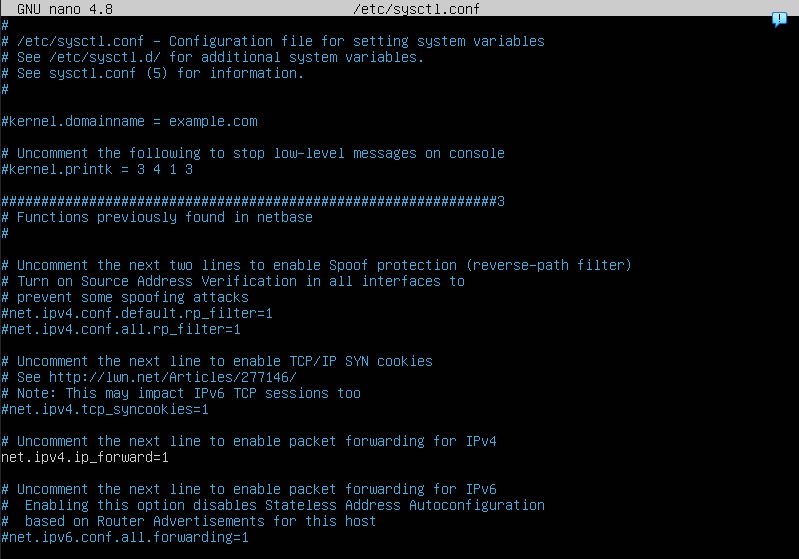 GNU nano 4.8 /etc/sysctl.conf
#
# /etc/sysctl.conf - Configuration file for setting system variables
# See /etc/sysctl.d/ for additional system variables.
# See sysctl.conf (5) for information.
#
#kernel.domainname = example.com
# Uncomment the following to stop low-level messages on console
#kernel.printk = 3 4 1 3
##############################################################3
# Functions previously found in netbase
#
# Uncomment the next two lines to enable Spoof protection (reverse-path filter)
# Turn on Source Address Verification in all interfaces to
# prevent some spoofing attacks
#net.ipv4.conf.default.rp_filter=1
#net.ipv4.conf.all.rp_filter=1
# Uncomment the next line to enable TCP/IP SYN cookies
# See http://lwn.net/Articles/277146/
# Note: This may impact IPv6 TCP sessions too
#net.ipv4.tcp_syncookies=1
# Uncomment the next line to enable packet forwarding for IPv4
net.ipv4.ip_forward=1
# Uncomment the next line to enable packet forwarding for IPv6
#  Enabling this option disables Stateless Address Autoconfiguration
#  based on Router Advertisements for this host
#net.ipv6.conf.all.forwarding=1